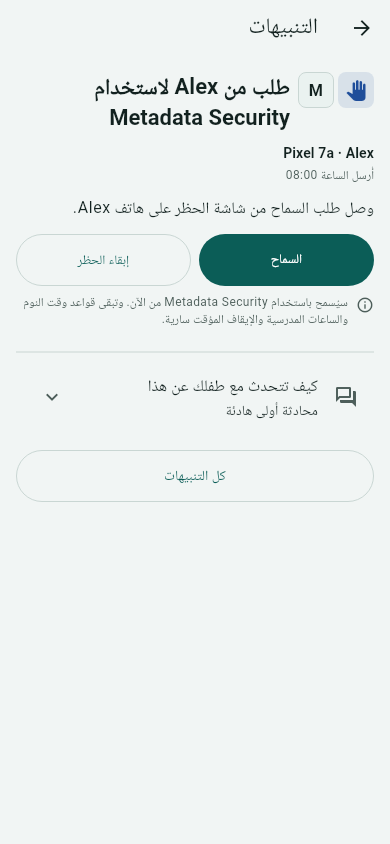 التنبيهات
M
طلب من Alex لاستخدام
Metadata Security
Pixel 7a · Alex
أرسل الساعة 08:00
وصل طلب السماح من شاشة الحظر على هاتف Alex.
السماح
إبقاء الحظر
سيُسمح باستخدام Metadata Security من الآن. وتبقى قواعد وقت النوم
والساعات المدرسية والإيقاف المؤقت سارية.
كيف تتحدث مع طفلك عن هذا
محادثة أولى هادئة
كل التنبيهات